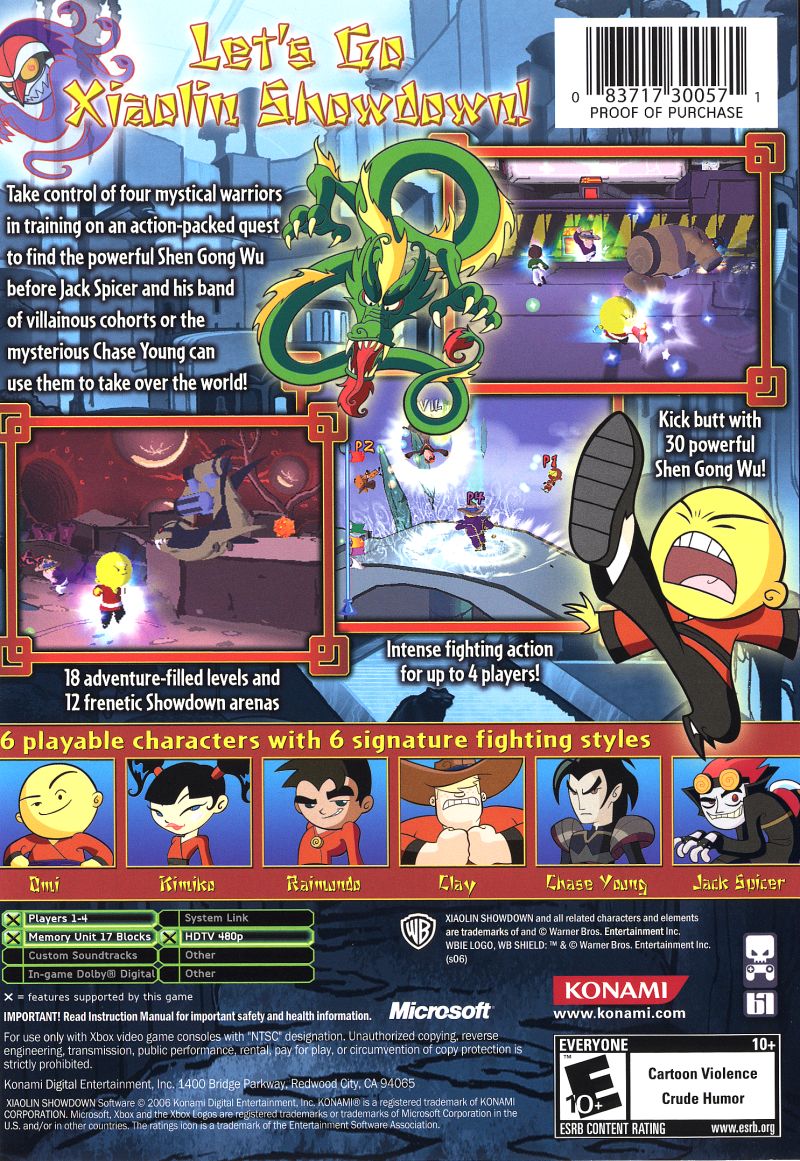 Let's Go
Xiaolin Showdown!
0 83717 30057 1
PROOF OF PURCHASE
Take control of four mystical warriors
in training on an action-packed quest
to find the powerful Shen Gong Wu
before Jack Spicer and his band
of villainous cohorts or the
mysterious Chase Young can
use them to take over the world!
P2
P1
P4
Kick butt with
30 powerful
Shen Gong Wu!
18 adventure-filled levels and
12 frenetic Showdown arenas
Intense fighting action
for up to 4 players!
6 playable characters with 6 signature fighting styles
Omi
Kimiko
Raimundo
Clay
Chase Young
Jack Spicer
X Players 1-4
System Link
X Memory Unit 17 Blocks
X HDTV 480p
Custom Soundtracks
Other
In-game Dolby® Digital
Other
X = features supported by this game
WB
XIAOLIN SHOWDOWN and all related characters and elements
are trademarks of and © Warner Bros. Entertainment Inc.
WBIE LOGO, WB SHIELD: ™ & © Warner Bros. Entertainment Inc.
(s06)
IMPORTANT! Read Instruction Manual for important safety and health information.
Microsoft®
KONAMI
www.konami.com
For use only with Xbox video game consoles with "NTSC" designation. Unauthorized copying, reverse
engineering, transmission, public performance, rental, pay for play, or circumvention of copy protection is
strictly prohibited.
Konami Digital Entertainment, Inc. 1400 Bridge Parkway, Redwood City, CA 94065
XIAOLIN SHOWDOWN Software © 2006 Konami Digital Entertainment, Inc. KONAMI® is a registered trademark of KONAMI
CORPORATION. Microsoft, Xbox and the Xbox Logos are registered trademarks or trademarks of Microsoft Corporation in the
U.S. and/or in other countries. The ratings icon is a trademark of the Entertainment Software Association.
EVERYONE 10+
E™
10+
Cartoon Violence
Crude Humor
ESRB CONTENT RATING www.esrb.org